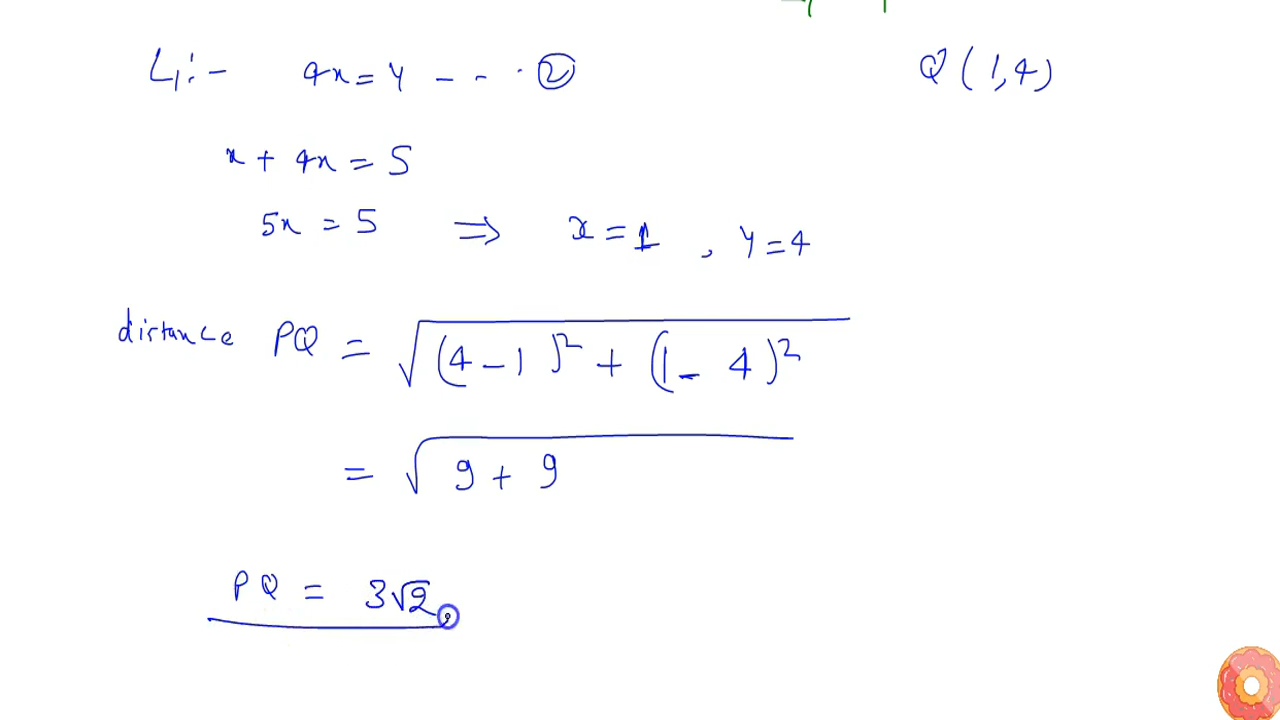 L₁:- 4x = y - - · ② Q (1,4)
x + 4x = 5
5x = 5 ⇒ x = 1 , y = 4
distance PQ = √((4-1)² + (1-4)²)
= √(9 + 9)
PQ = 3√2,